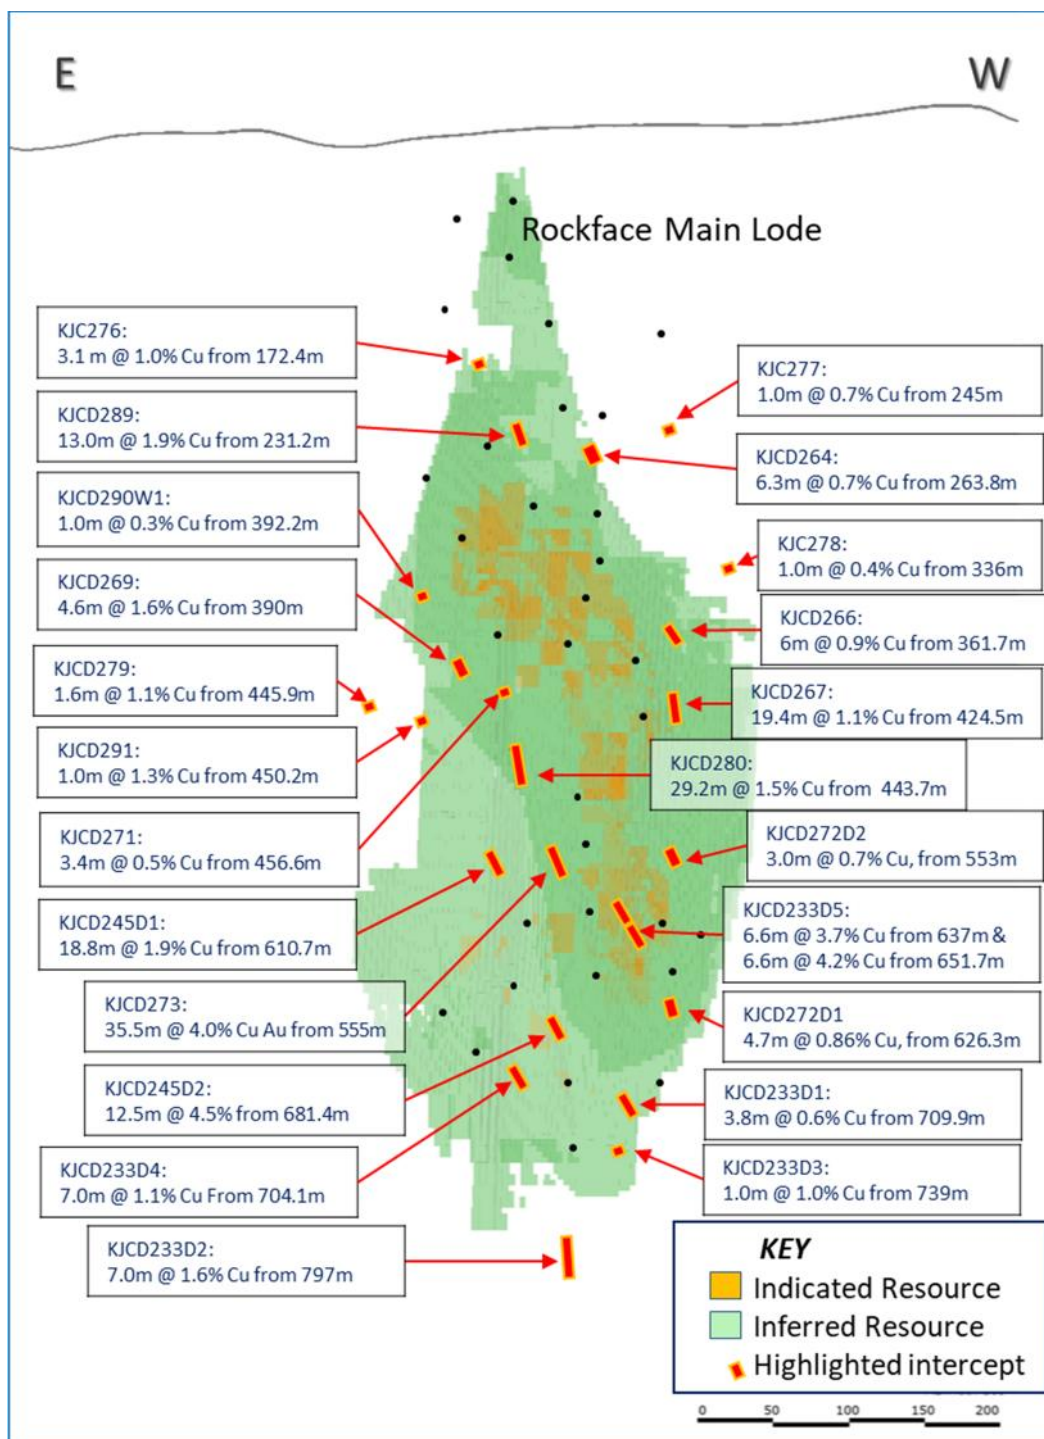 E
W
Rockface Main Lode
KJC276:
3.1 m @ 1.0% Cu from 172.4m
KJCD289:
13.0m @ 1.9% Cu from 231.2m
KJCD290W1:
1.0m @ 0.3% Cu from 392.2m
KJCD269:
4.6m @ 1.6% Cu from 390m
KJCD279:
1.6m @ 1.1% Cu from 445.9m
KJCD291:
1.0m @ 1.3% Cu from 450.2m
KJCD271:
3.4m @ 0.5% Cu from 456.6m
KJCD245D1:
18.8m @ 1.9% Cu from 610.7m
KJCD273:
35.5m @ 4.0% Cu Au from 555m
KJCD245D2:
12.5m @ 4.5% from 681.4m
KJCD233D4:
7.0m @ 1.1% Cu From 704.1m
KJCD233D2:
7.0m @ 1.6% Cu from 797m
KJC277:
1.0m @ 0.7% Cu from 245m
KJCD264:
6.3m @ 0.7% Cu from 263.8m
KJC278:
1.0m @ 0.4% Cu from 336m
KJCD266:
6m @ 0.9% Cu from 361.7m
KJCD267:
19.4m @ 1.1% Cu from 424.5m
KJCD280:
29.2m @ 1.5% Cu from 443.7m
KJCD272D2
3.0m @ 0.7% Cu, from 553m
KJCD233D5:
6.6m @ 3.7% Cu from 637m &
6.6m @ 4.2% Cu from 651.7m
KJCD272D1
4.7m @ 0.86% Cu, from 626.3m
KJCD233D1:
3.8m @ 0.6% Cu from 709.9m
KJCD233D3:
1.0m @ 1.0% Cu from 739m
KEY
Indicated Resource
Inferred Resource
Highlighted intercept
0 50 100 150 200